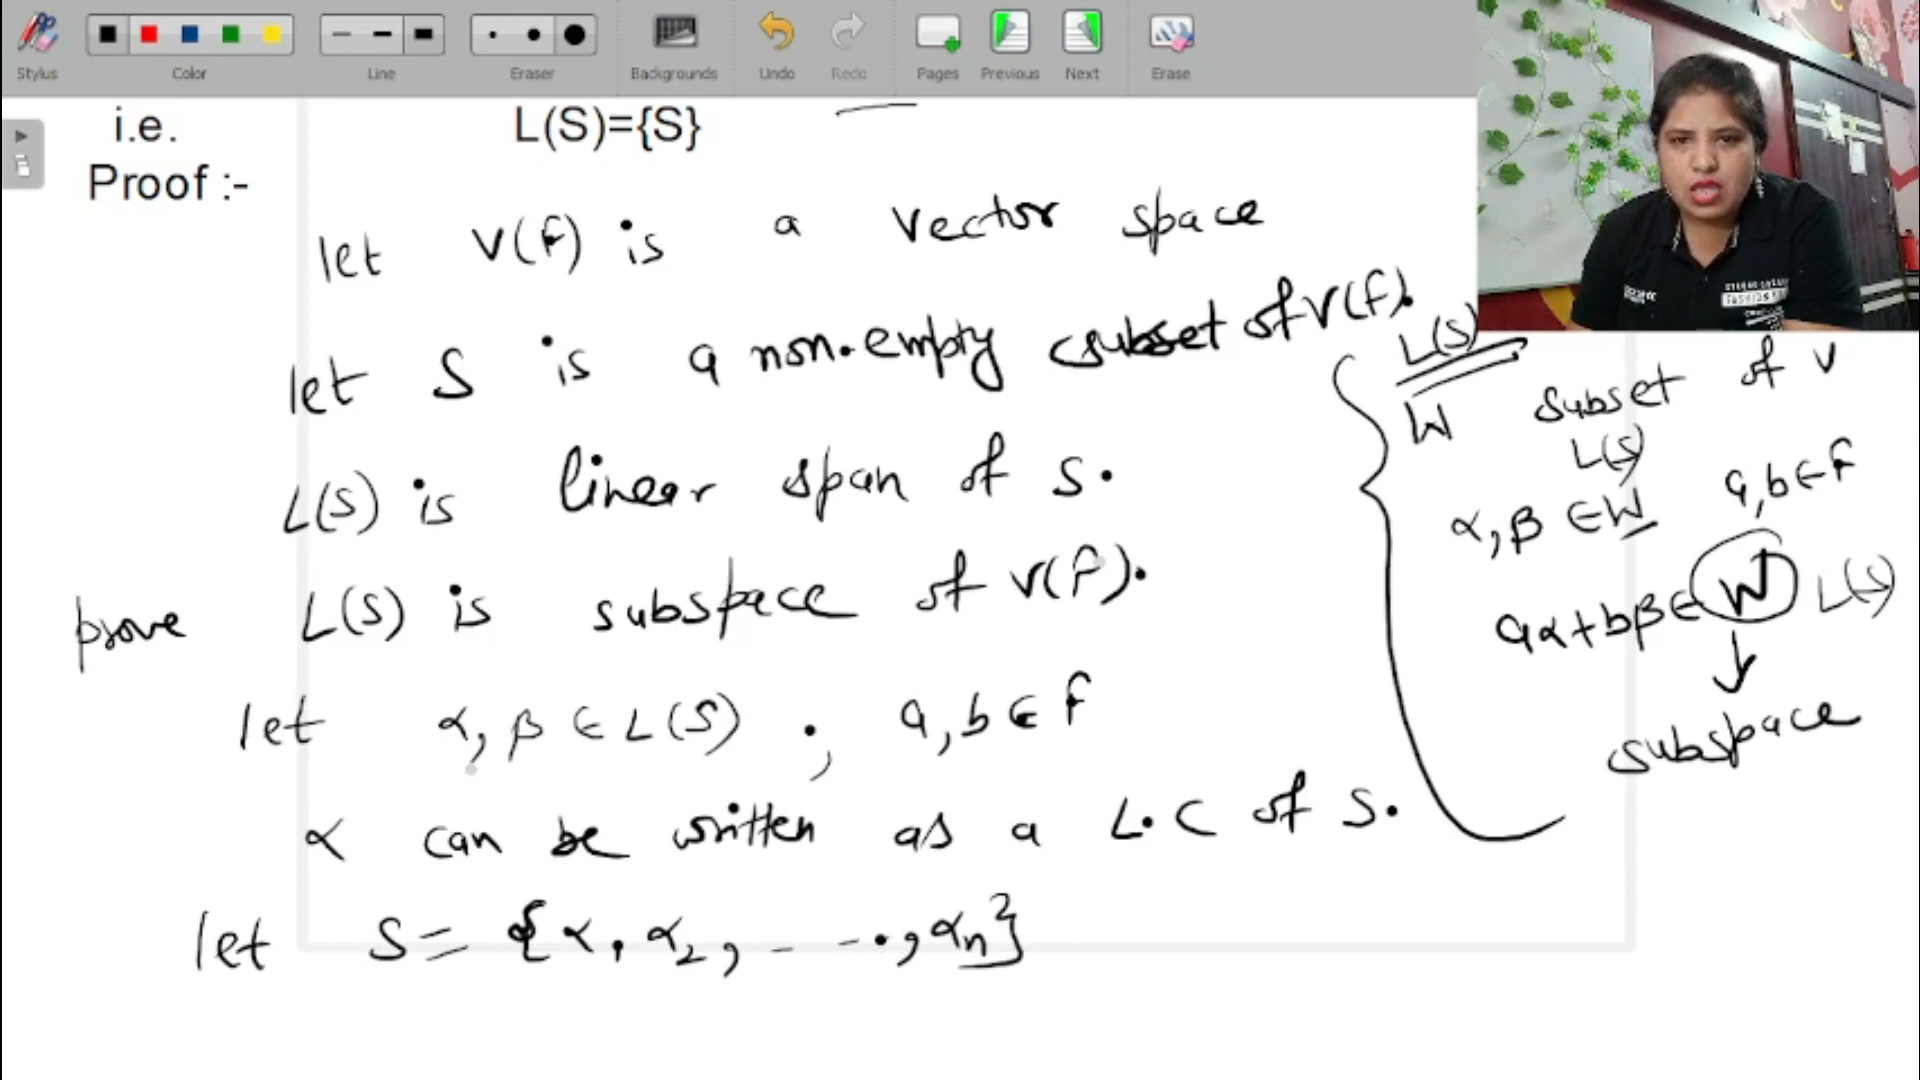 Stylus Color Line Eraser Backgrounds Undo Redo Pages Previous Next Erase
i.e. L(S)={S}
Proof :-
let V(F) is a vector space
let S is a non-empty subset of V(F).
L(S) is linear span of S.
prove L(S) is subspace of V(F).
let α, β ∈ L(S) ; a, b ∈ F
α can be written as a L.C of S.
let S = {α, α2, - - -., αn}
L(S)
W subset of V
L(S)
α, β ∈ W a, b ∈ F
aα+bβ ∈ W L(S)
↓
subspace